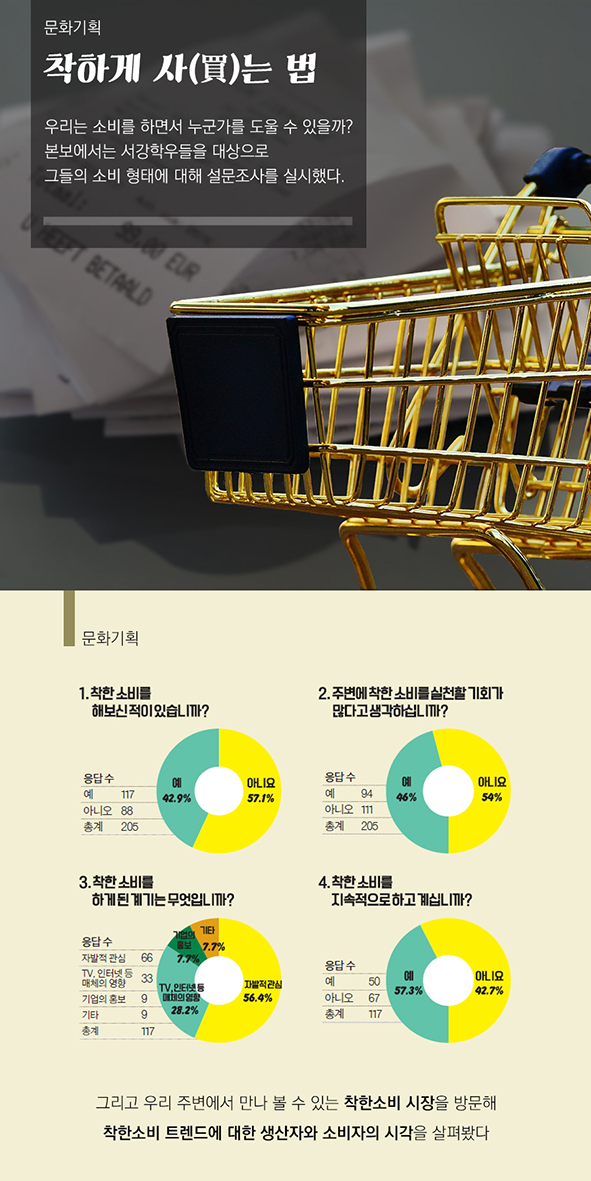 문화기획
착하게 사(買)는 법
우리는 소비를 하면서 누군가를 도울 수 있을까?
본보에서는 서강학우들을 대상으로
그들의 소비 형태에 대해 설문조사를 실시했다.
99.00 EUR
U HEEFT BETAALD
문화기획
1. 착한 소비를
해보신 적이 있습니까?
응답 수
예 117
아니오 88
총계 205
예
42.9%
아니요
57.1%
2. 주변에 착한 소비를 실천할 기회가
많다고 생각하십니까?
응답 수
예 94
아니오 111
총계 205
예
46%
아니요
54%
3. 착한 소비를
하게 된 계기는 무엇입니까?
응답 수
자발적 관심 66
TV, 인터넷 등
매체의 영향 33
기업의 홍보 9
기타 9
총계 117
기업의
홍보
7.7%
기타
7.7%
TV, 인터넷 등
매체의 영향
28.2%
자발적 관심
56.4%
4. 착한 소비를
지속적으로 하고 계십니까?
응답 수
예 50
아니오 67
총계 117
예
57.3%
아니요
42.7%
그리고 우리 주변에서 만나 볼 수 있는 착한소비 시장을 방문해
착한소비 트렌드에 대한 생산자와 소비자의 시각을 살펴봤다